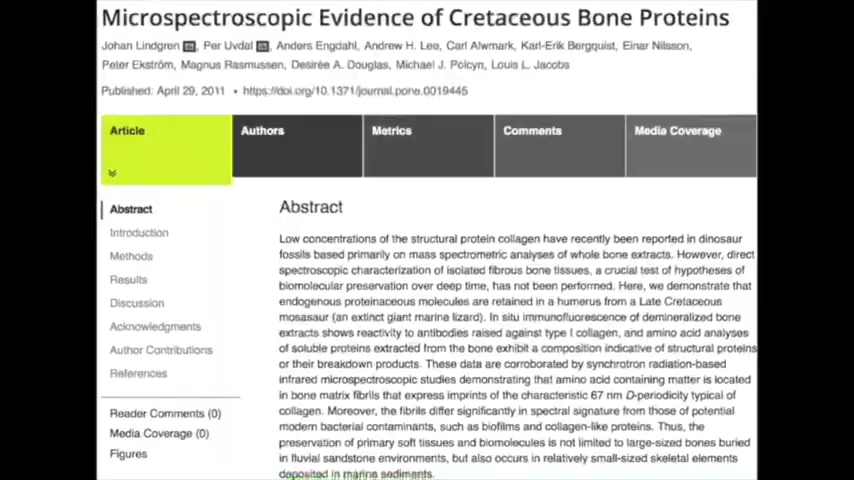 Microspectroscopic Evidence of Cretaceous Bone Proteins
Johan Lindgren, Per Uvdal, Anders Engdahl, Andrew H. Lee, Carl Alwmark, Karl-Erik Bergquist, Einar Nilsson,
Peter Ekström, Magnus Rasmussen, Desirée A. Douglas, Michael J. Polcyn, Louis L. Jacobs
Published: April 29, 2011 • https://doi.org/10.1371/journal.pone.0019445
Article
Authors
Metrics
Comments
Media Coverage
Abstract
Introduction
Methods
Results
Discussion
Acknowledgments
Author Contributions
References
Reader Comments (0)
Media Coverage (0)
Figures
Abstract
Low concentrations of the structural protein collagen have recently been reported in dinosaur
fossils based primarily on mass spectrometric analyses of whole bone extracts. However, direct
spectroscopic characterization of isolated fibrous bone tissues, a crucial test of hypotheses of
biomolecular preservation over deep time, has not been performed. Here, we demonstrate that
endogenous proteinaceous molecules are retained in a humerus from a Late Cretaceous
mosasaur (an extinct giant marine lizard). In situ immunofluorescence of demineralized bone
extracts shows reactivity to antibodies raised against type I collagen, and amino acid analyses
of soluble proteins extracted from the bone exhibit a composition indicative of structural proteins
or their breakdown products. These data are corroborated by synchrotron radiation-based
infrared microspectroscopic studies demonstrating that amino acid containing matter is located
in bone matrix fibrils that express imprints of the characteristic 67 nm D-periodicity typical of
collagen. Moreover, the fibrils differ significantly in spectral signature from those of potential
modern bacterial contaminants, such as biofilms and collagen-like proteins. Thus, the
preservation of primary soft tissues and biomolecules is not limited to large-sized bones buried
in fluvial sandstone environments, but also occurs in relatively small-sized skeletal elements
deposited in marine sediments.